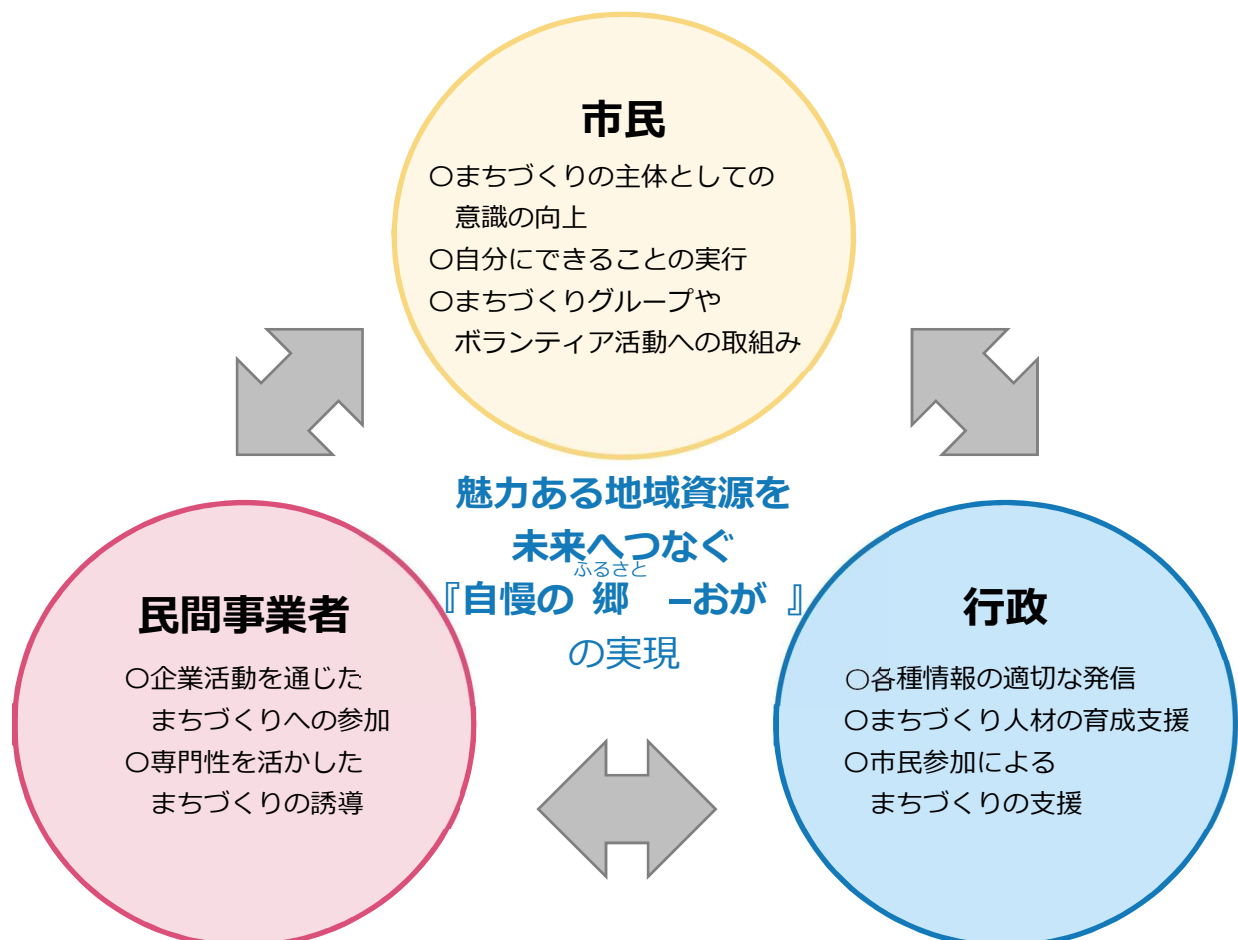 市民
〇まちづくりの主体としての
意識の向上
〇自分にできることの実行
〇まちづくりグループや
ボランティア活動への取組み
魅力ある地域資源を
未来へつなぐ
ふるさと
『自慢の 郷 –おが 』
の実現
民間事業者
〇企業活動を通じた
まちづくりへの参加
〇専門性を活かした
まちづくりの誘導
行政
〇各種情報の適切な発信
〇まちづくり人材の育成支援
〇市民参加による
まちづくりの支援